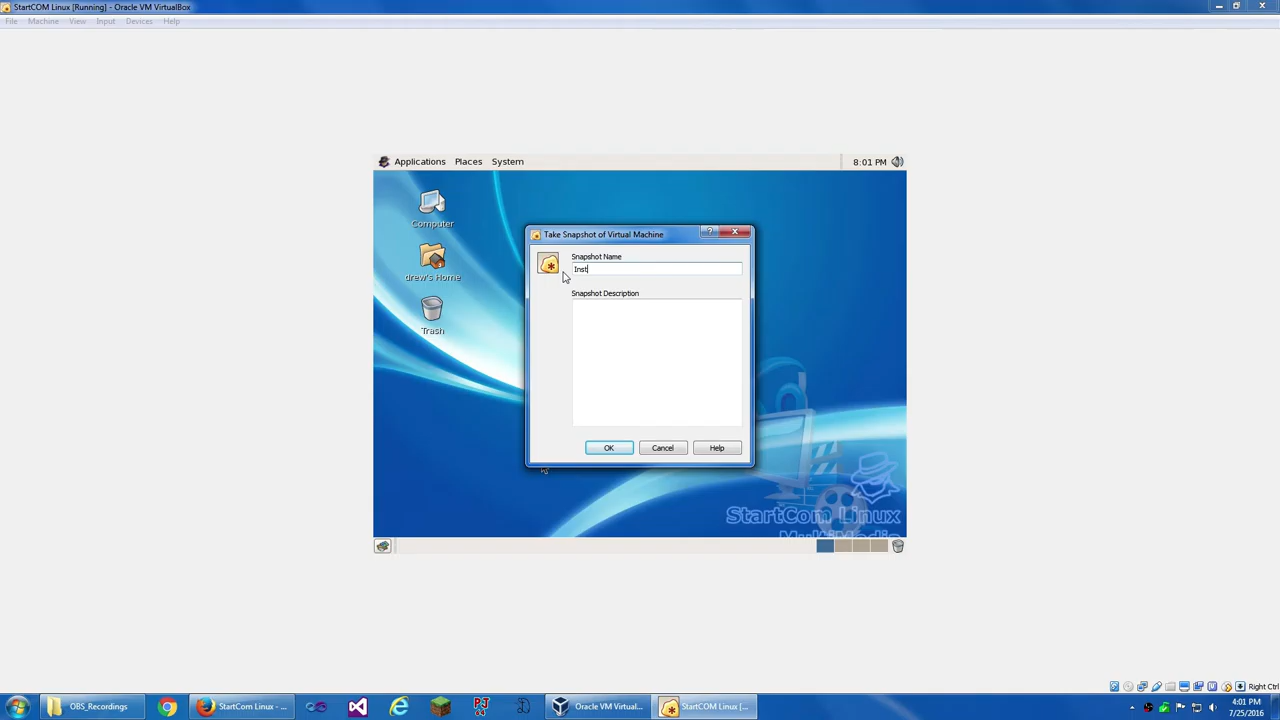 StartCOM Linux [Running] - Oracle VM VirtualBox
File Machine View Input Devices Help
Applications Places System 8:01 PM
Computer
drew's Home
Trash
Take Snapshot of Virtual Machine
Snapshot Name
Inst
Snapshot Description
OK Cancel Help
StartCom Linux
MultiMedia
OBS_Recordings StartCom Linux - ... Oracle VM Virtual... StartCOM Linux [...
Right Ctrl
4:01 PM
7/25/2016